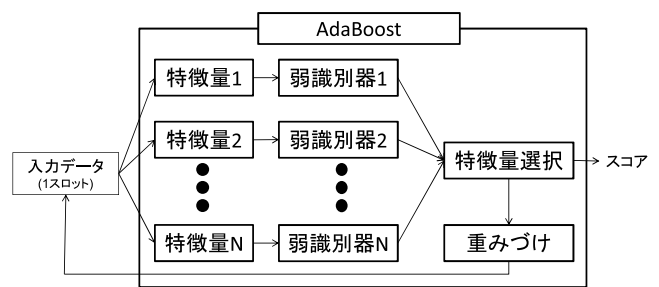 AdaBoost
特徴量1
弱識別器1
特徴量2
弱識別器2
入力データ
(1スロット)
特徴量選択
スコア
特徴量N
弱識別器N
重みづけ